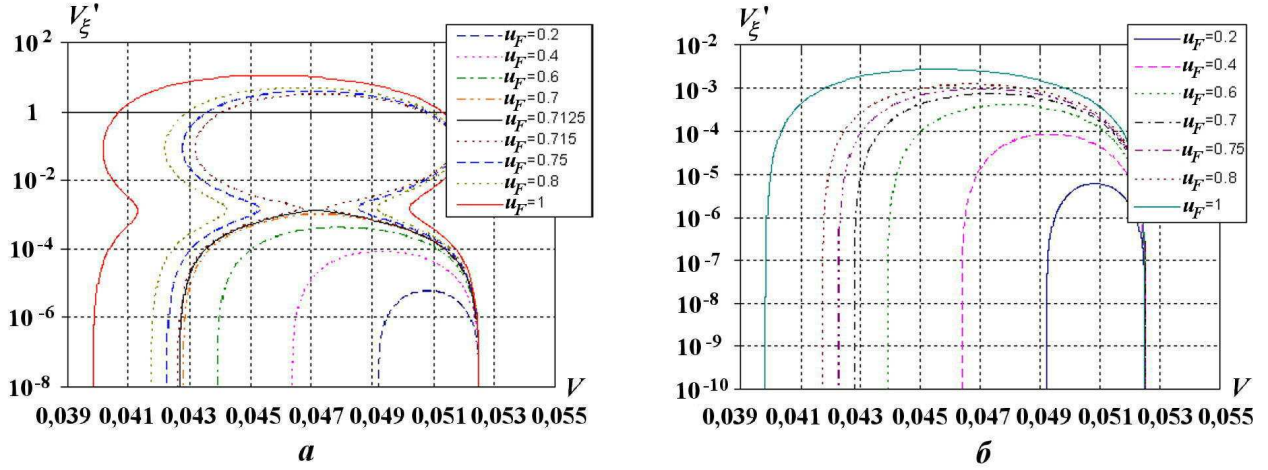 V_ξ'
10²
1
10⁻²
10⁻⁴
10⁻⁶
10⁻⁸
0,039 0,041 0,043 0,045 0,047 0,049 0,051 0,053 0,055
V
u_F=0.2
u_F=0.4
u_F=0.6
u_F=0.7
u_F=0.7125
u_F=0.715
u_F=0.75
u_F=0.8
u_F=1
а
V_ξ'
10⁻²
10⁻³
10⁻⁴
10⁻⁵
10⁻⁶
10⁻⁷
10⁻⁸
10⁻⁹
10⁻¹⁰
0,039 0,041 0,043 0,045 0,047 0,049 0,051 0,053 0,055
V
u_F=0.2
u_F=0.4
u_F=0.6
u_F=0.7
u_F=0.75
u_F=0.8
u_F=1
б